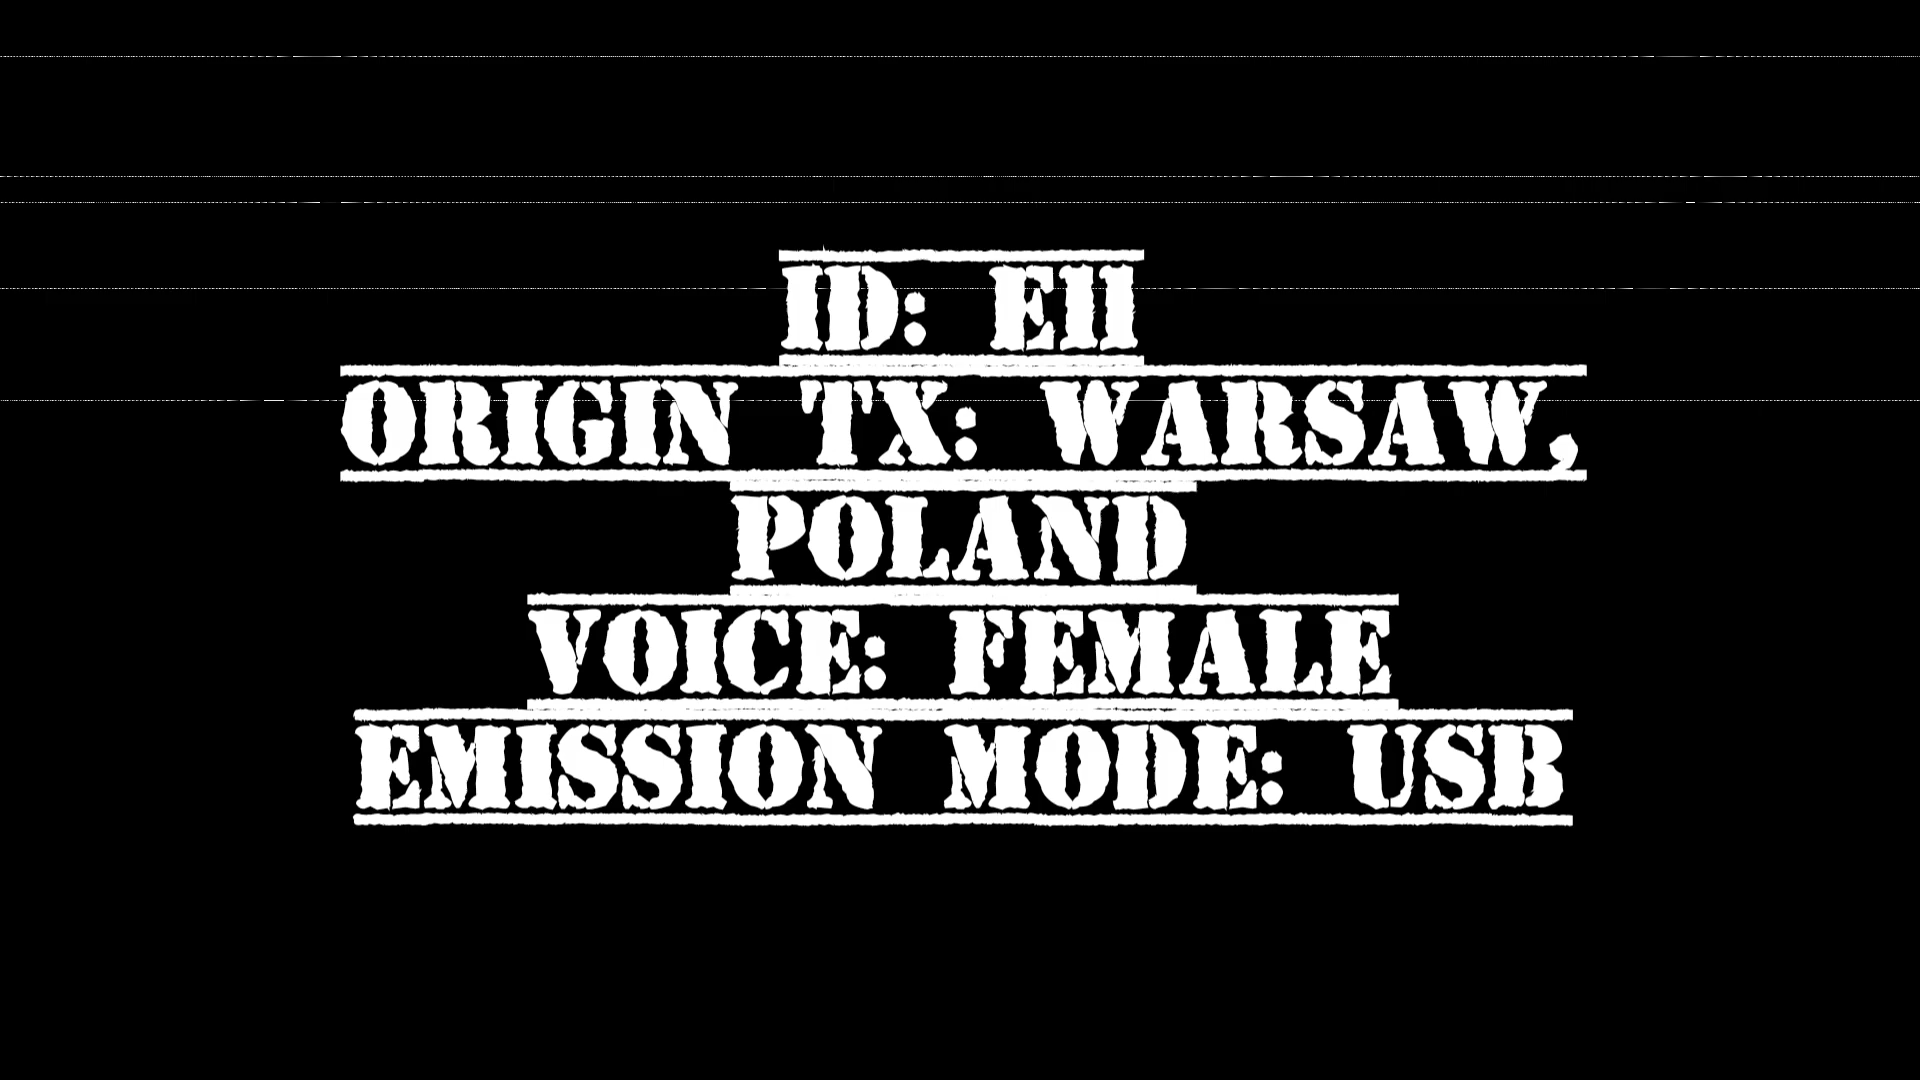 ID: E11
ORIGIN TX: WARSAW,
POLAND
VOICE: FEMALE
EMISSION MODE: USB